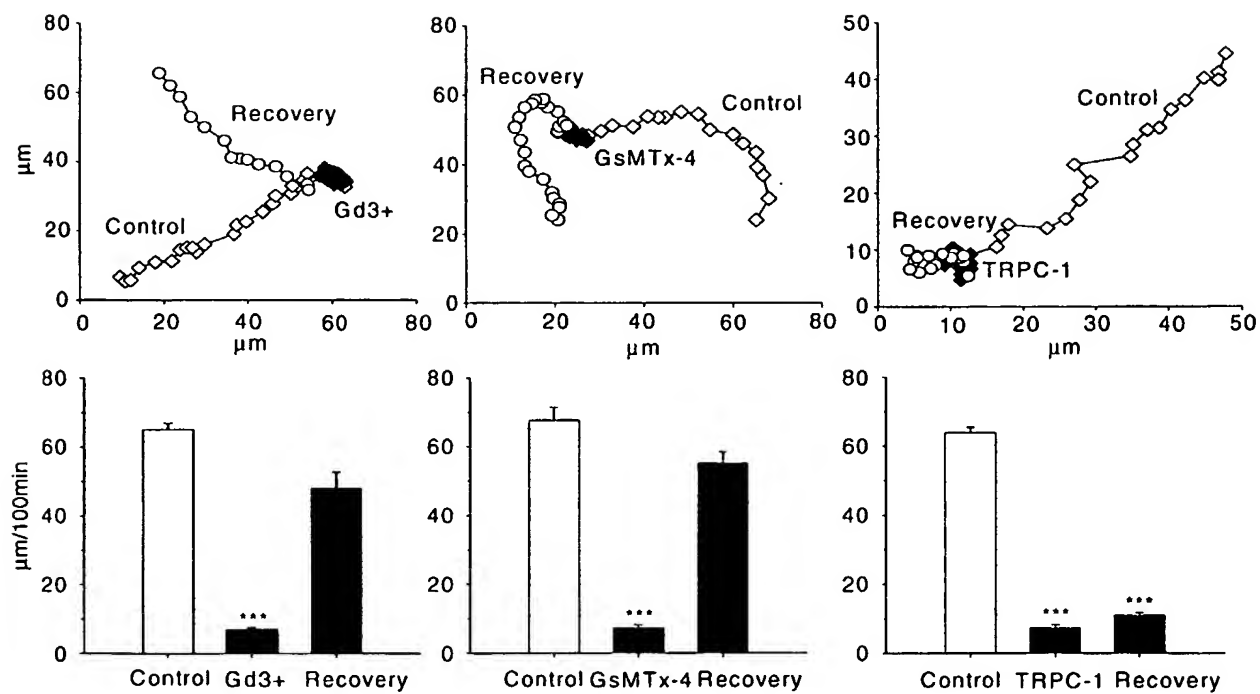 80
60
40
20
0
μm
Recovery
Control
Gd3+
0 20 40 60 80
μm
80
60
40
20
0
Recovery
Control
GsMTx-4
0 20 40 60 80
μm
50
40
30
20
10
0
Control
Recovery
TRPC-1
0 10 20 30 40 50
μm
80
60
40
20
0
μm/100min
***
Control Gd3+ Recovery
80
60
40
20
0
***
Control GsMTx-4 Recovery
80
60
40
20
0
***
***
Control TRPC-1 Recovery